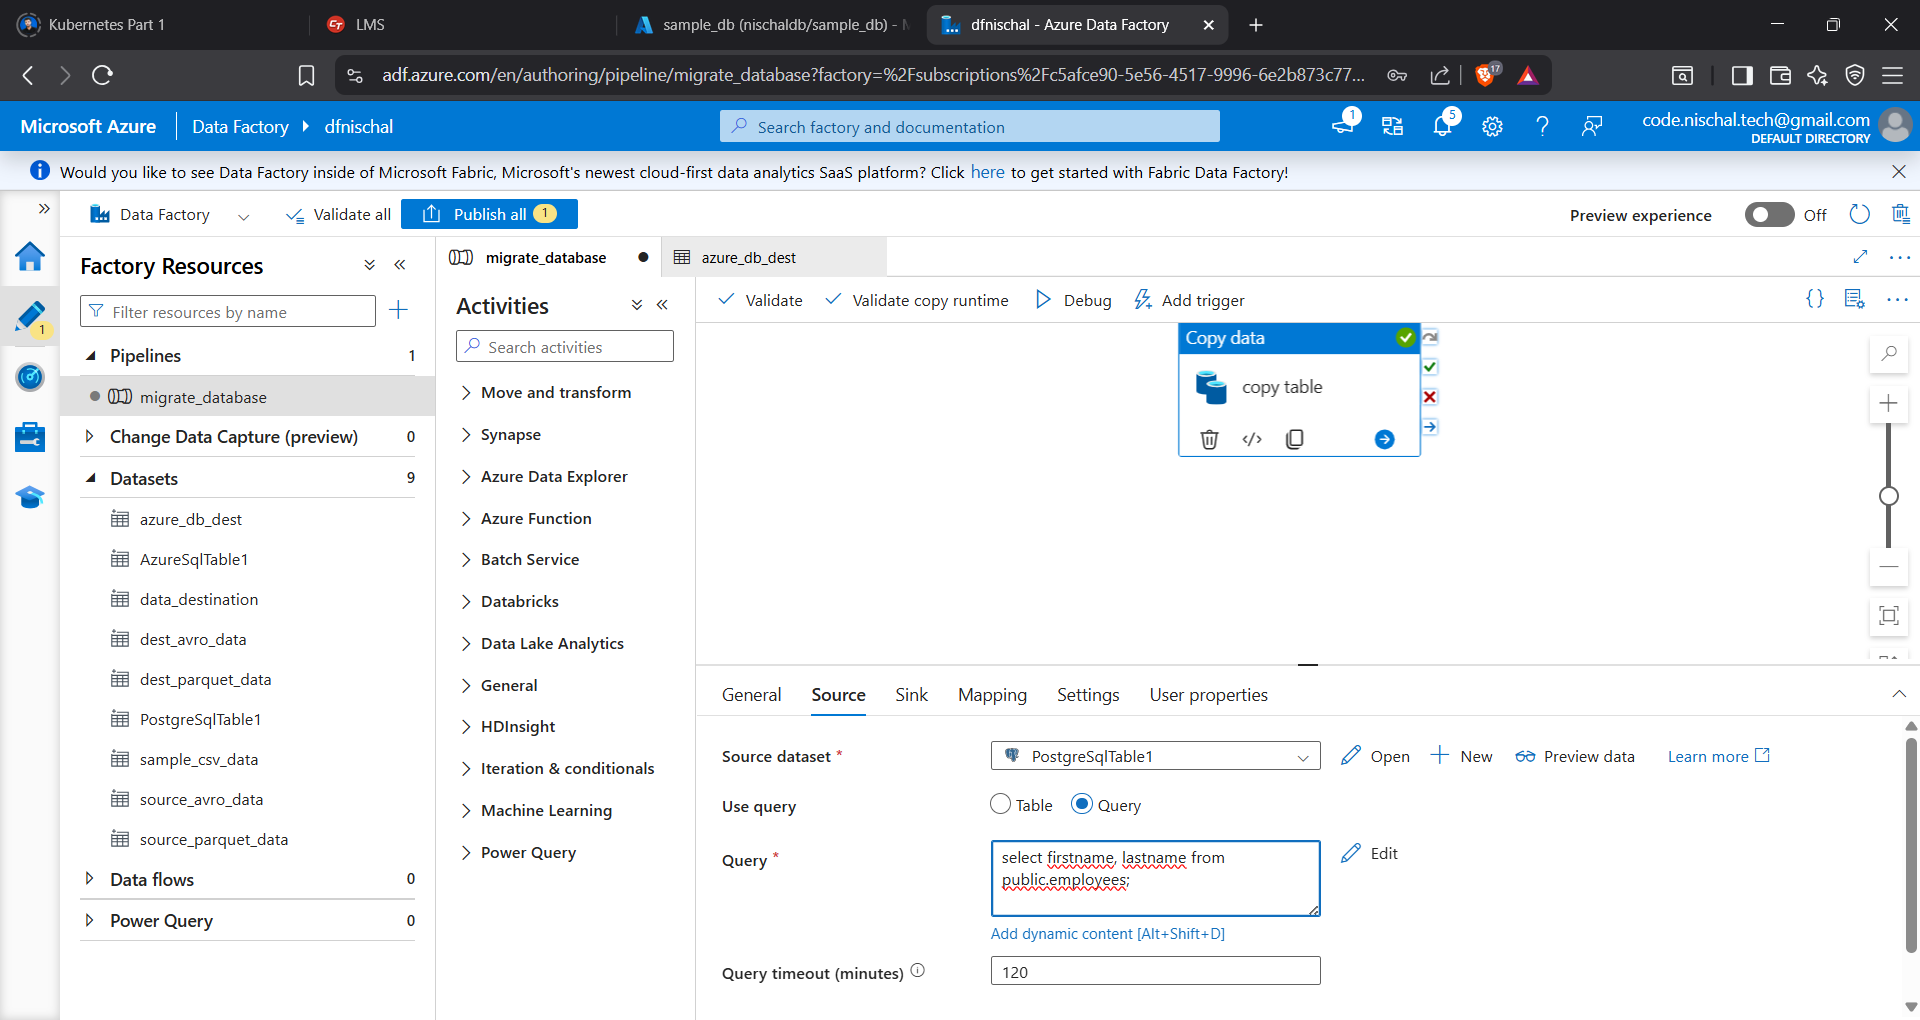 Kubernetes Part 1
LMS
sample_db (nischaldb/sample_db) -
dfnischal - Azure Data Factory
adf.azure.com/en/authoring/pipeline/migrate_database?factory=%2Fsubscriptions%2Fc5afce90-5e56-4517-9996-6e2b873c77...
17
Microsoft Azure
Data Factory
dfnischal
Search factory and documentation
1
5
code.nischal.tech@gmail.com
DEFAULT DIRECTORY
Would you like to see Data Factory inside of Microsoft Fabric, Microsoft's newest cloud-first data analytics SaaS platform? Click here to get started with Fabric Data Factory!
Data Factory
Validate all
Publish all 1
Preview experience
Off
1
Factory Resources
Filter resources by name
Pipelines 1
migrate_database
Change Data Capture (preview) 0
Datasets 9
azure_db_dest
AzureSqlTable1
data_destination
dest_avro_data
dest_parquet_data
PostgreSqlTable1
sample_csv_data
source_avro_data
source_parquet_data
Data flows 0
Power Query 0
migrate_database
azure_db_dest
Activities
Search activities
Move and transform
Synapse
Azure Data Explorer
Azure Function
Batch Service
Databricks
Data Lake Analytics
General
HDInsight
Iteration & conditionals
Machine Learning
Power Query
Validate
Validate copy runtime
Debug
Add trigger
Copy data
copy table
General
Source
Sink
Mapping
Settings
User properties
Source dataset *
PostgreSqlTable1
Open
New
Preview data
Learn more
Use query
Table
Query
Query *
select firstname, lastname from
public.employees;
Edit
Add dynamic content [Alt+Shift+D]
Query timeout (minutes)
120